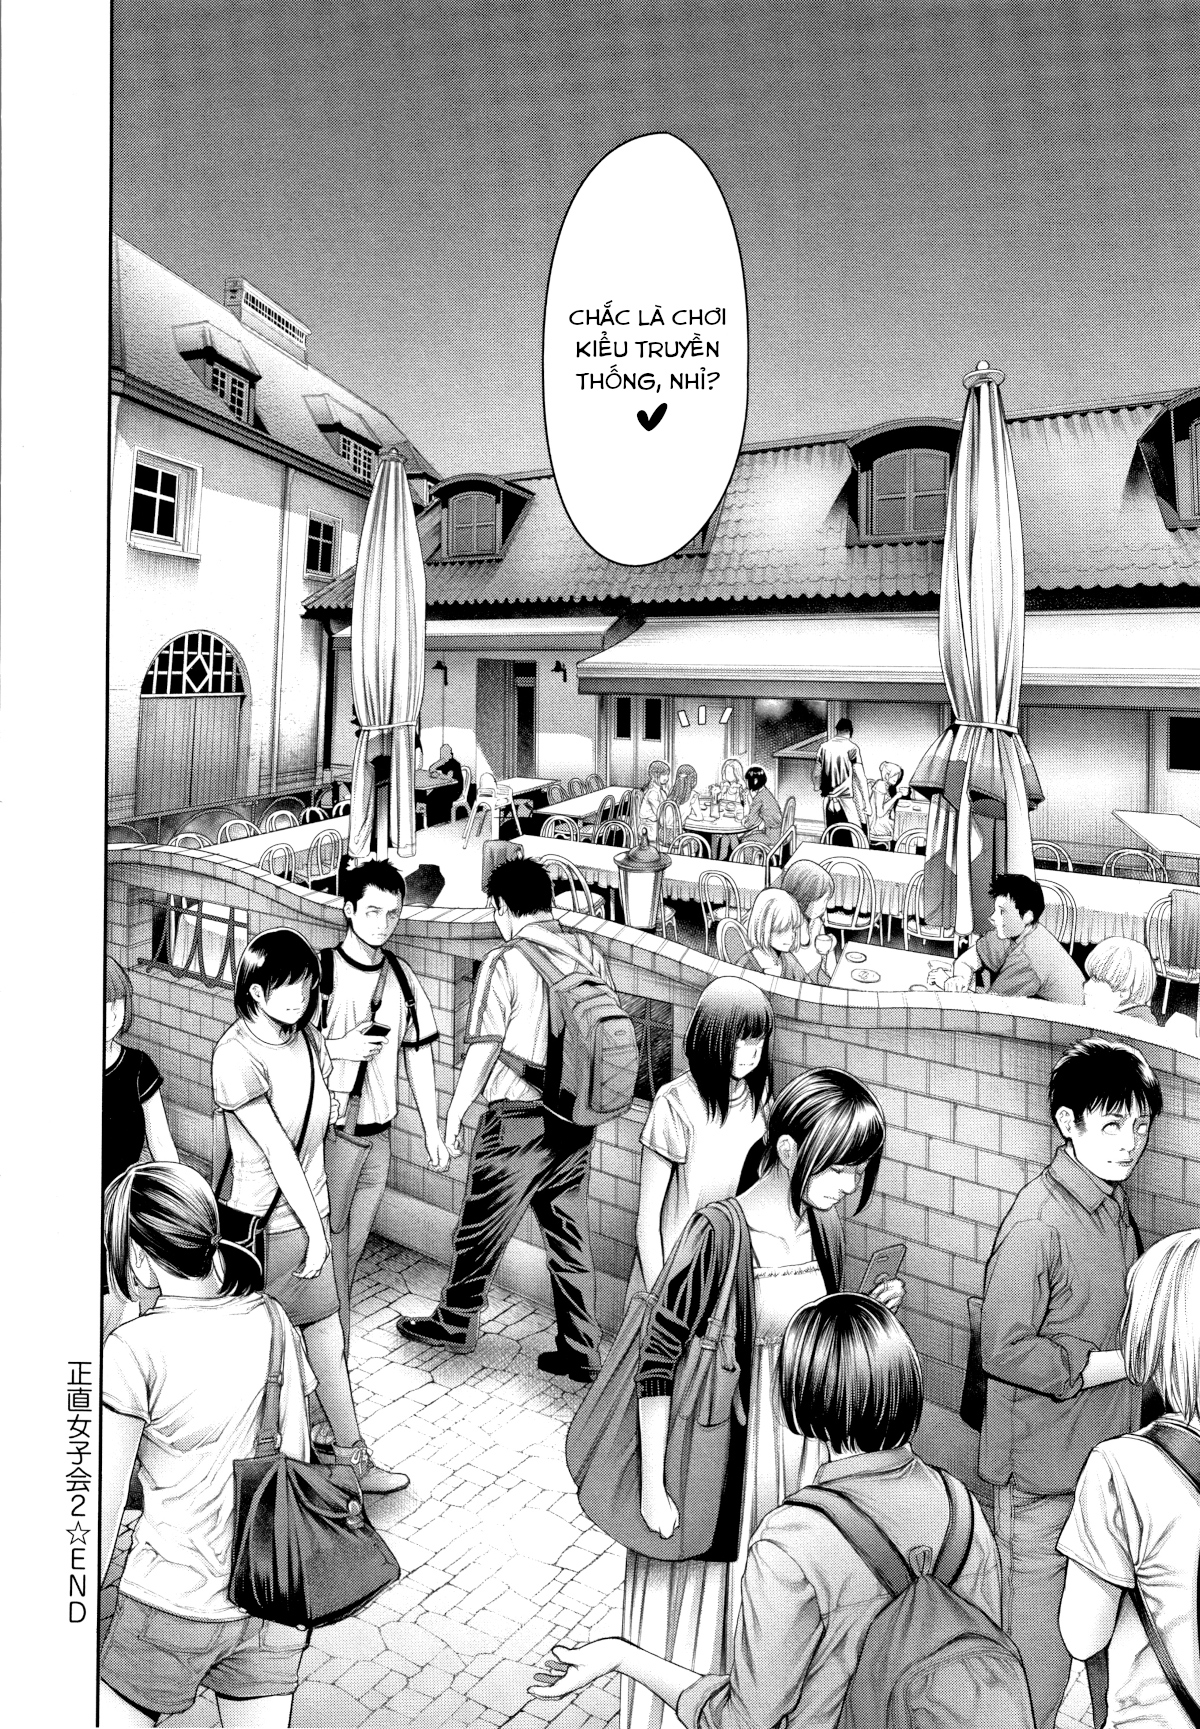 CHẮC LÀ CHƠI
KIỂU TRUYỀN
THỐNG, NHỈ?
正直女子会2☆END